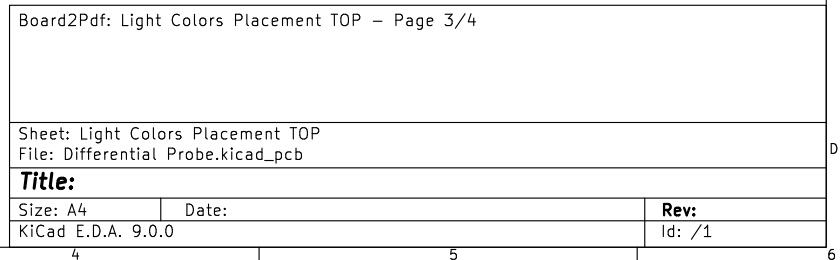 Board2Pdf: Light Colors Placement TOP – Page 3/4
Sheet: Light Colors Placement TOP
File: Differential Probe.kicad_pcb
D
Title:
Size: A4 Date: Rev:
KiCad E.D.A. 9.0.0 Id: /1
4 5 6